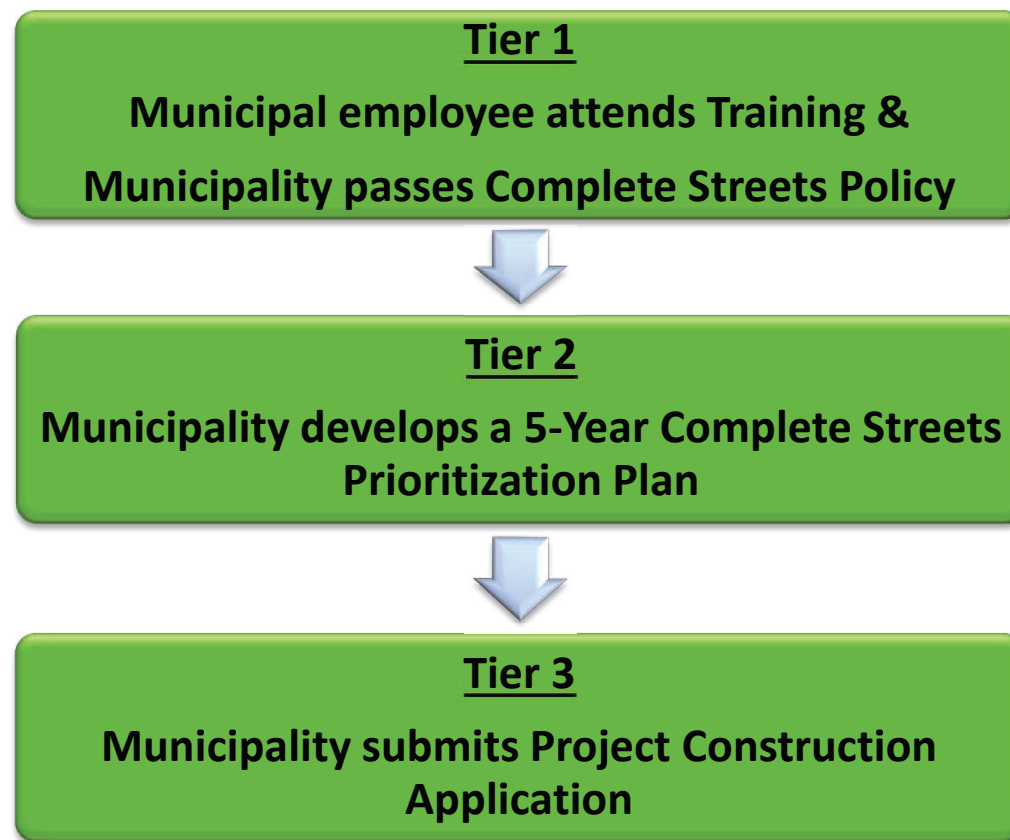 Tier 1
Municipal employee attends Training &
Municipality passes Complete Streets Policy
Tier 2
Municipality develops a 5-Year Complete Streets
Prioritization Plan
Tier 3
Municipality submits Project Construction
Application